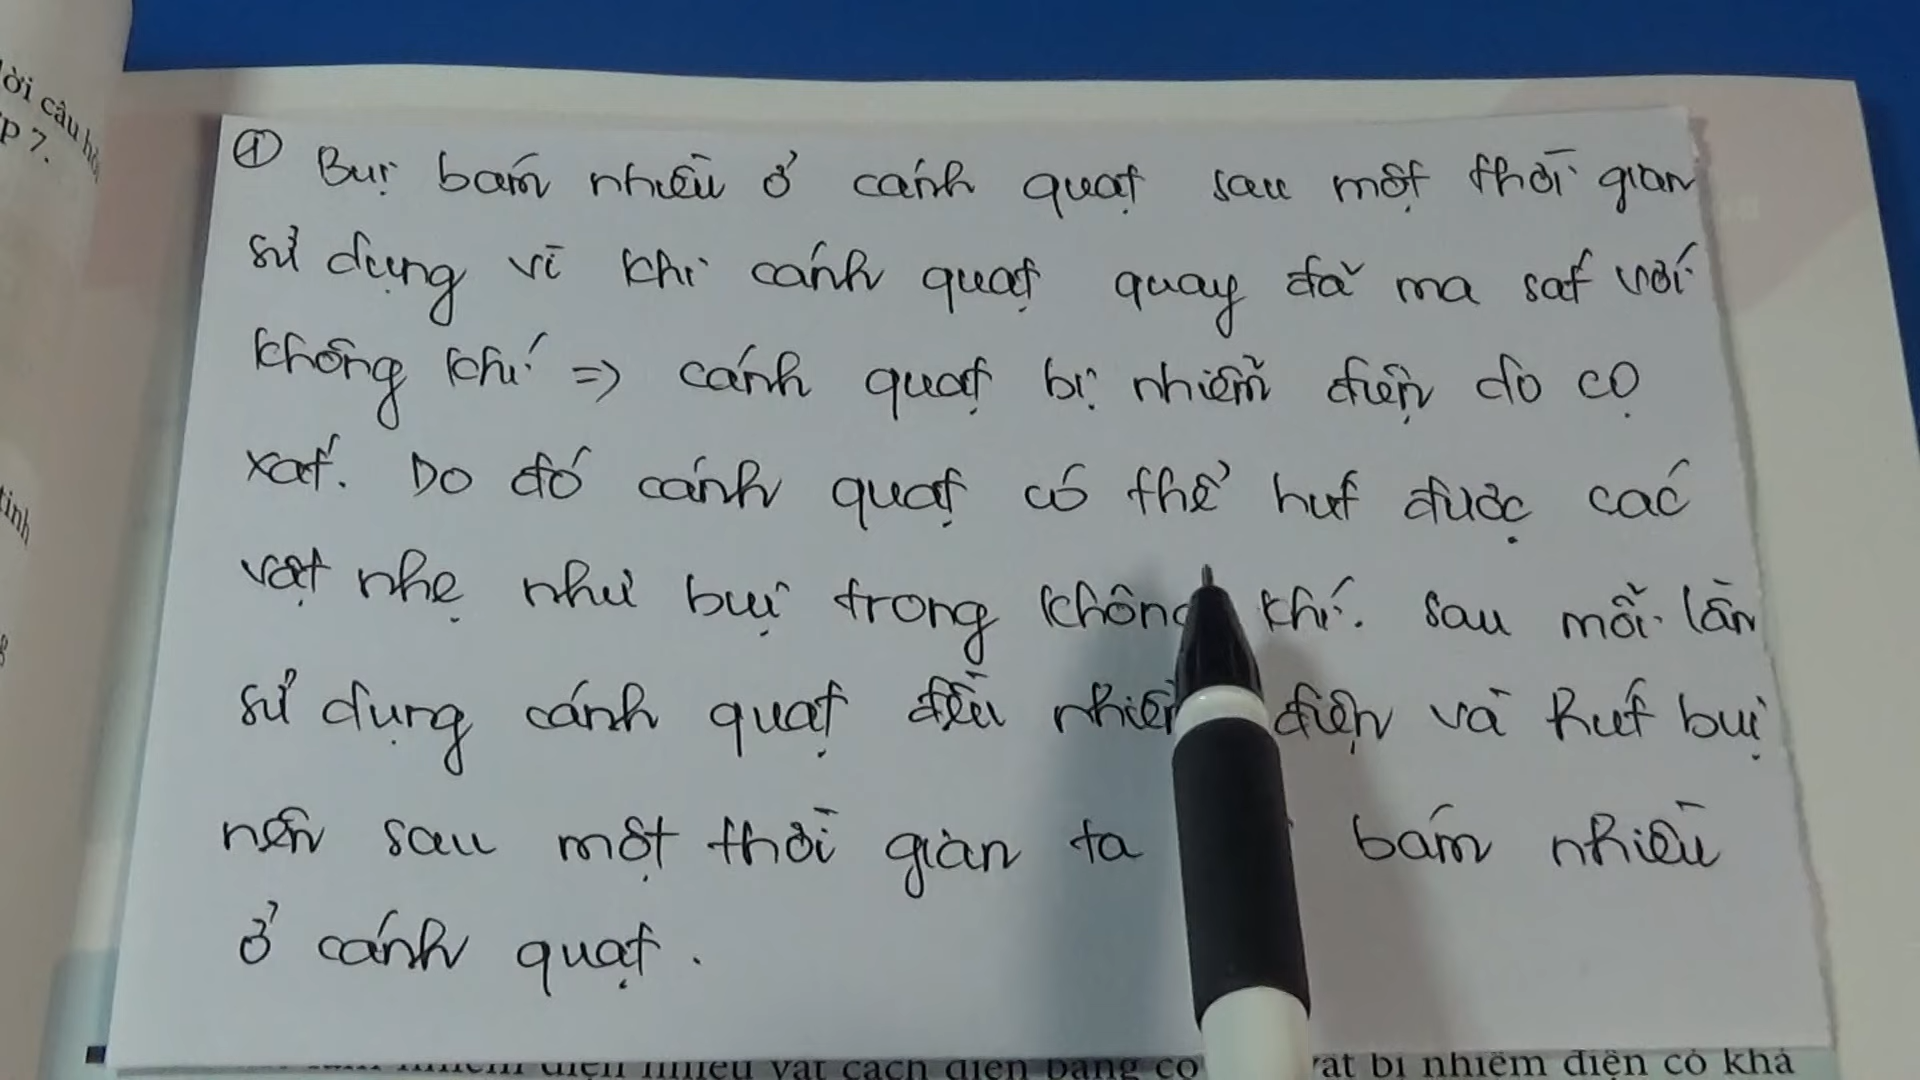 ời câu hỏi
p 7.
① Bụi bám nhiều ở cánh quạt sau một thời gian
sử dụng vì khi cánh quạt quay đã ma sát với
không khí => cánh quạt bị nhiễm điện do cọ
xát. Do đó cánh quạt có thể hút được các
vật nhẹ như bụi trong không khí. Sau mỗi lần
tính
sử dụng cánh quạt đều điện và hút bụi
nên sau một thời gian ta bám nhiều
ở cánh quạt.
nhiễm điện nhiều vật cách điện bằng cọ vật bị nhiễm điện có khả